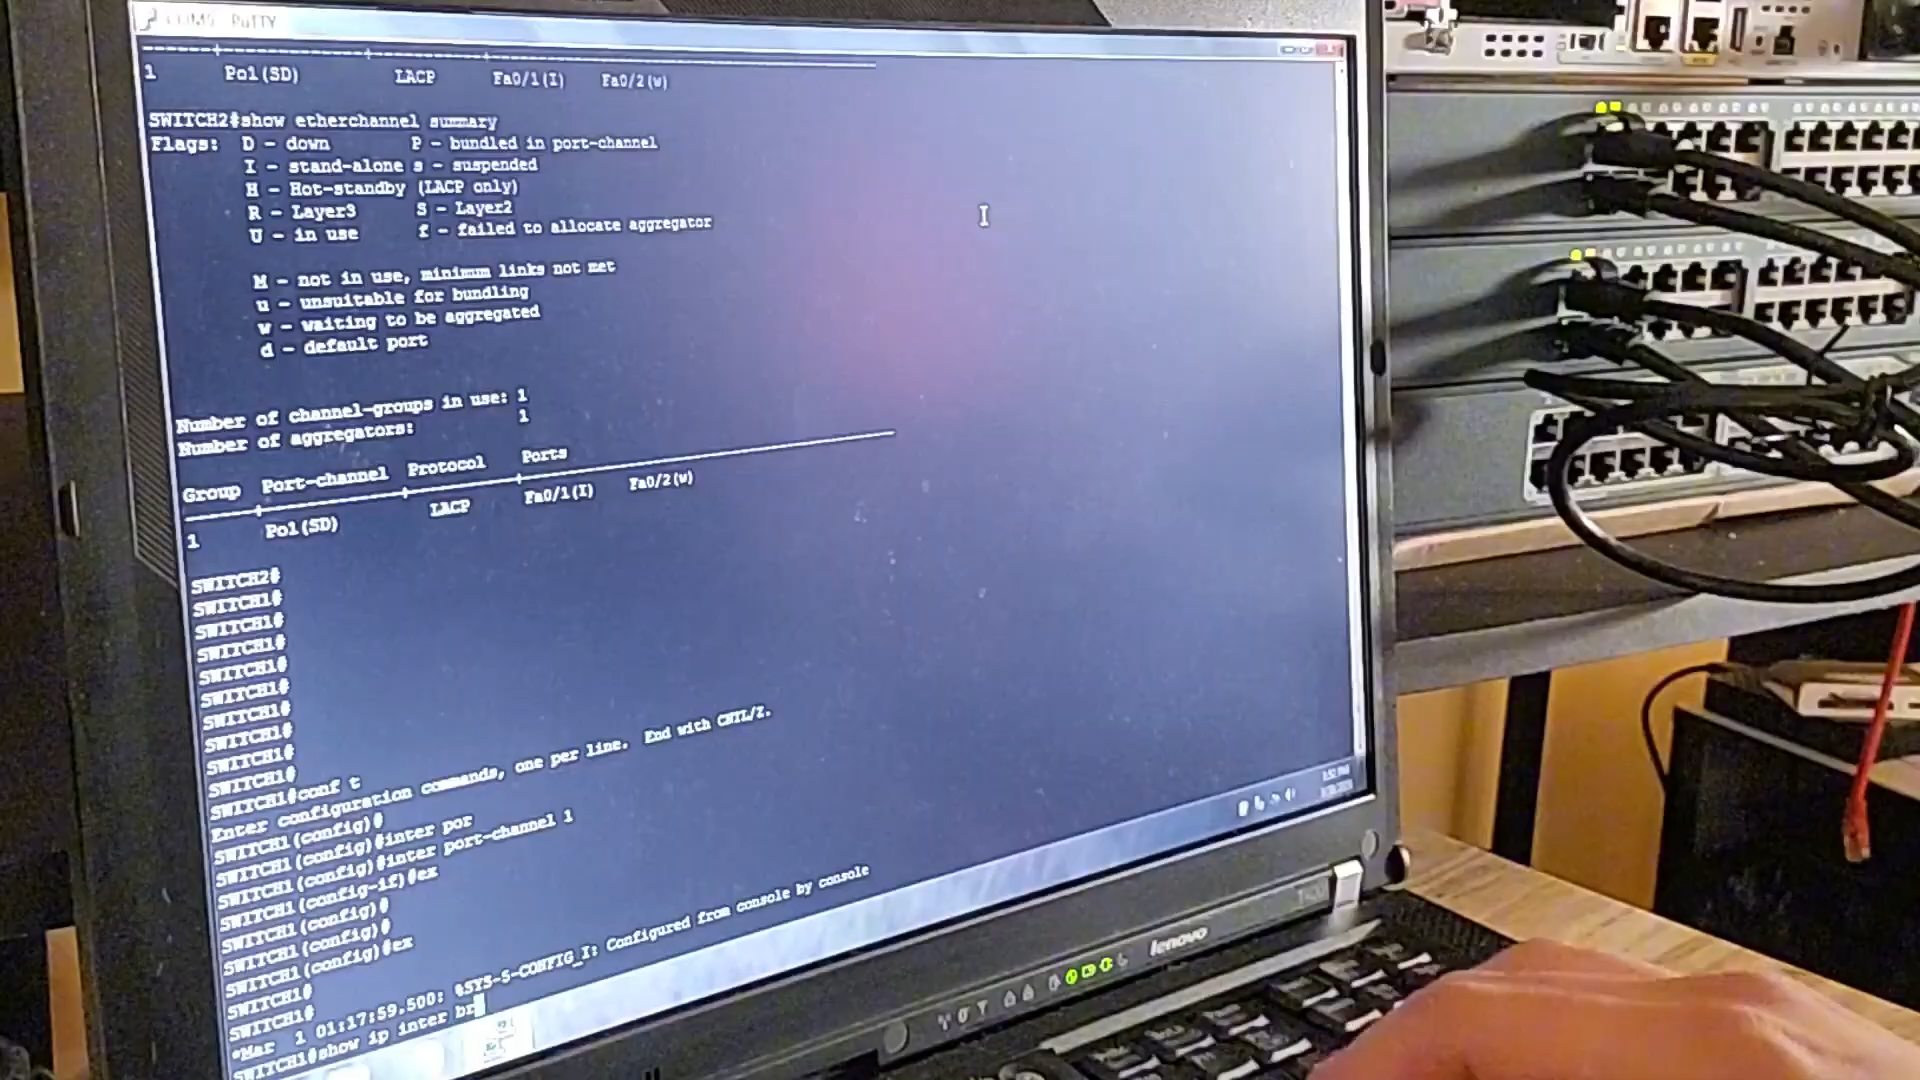 COM5 - PuTTY
1 Po1(SD) LACP Fa0/1(I) Fa0/2(w)
SWITCH2#show etherchannel summary
Flags: D - down P - bundled in port-channel
I - stand-alone s - suspended
H - Hot-standby (LACP only)
R - Layer3 S - Layer2
U - in use f - failed to allocate aggregator
M - not in use, minimum links not met
u - unsuitable for bundling
w - waiting to be aggregated
d - default port
Number of channel-groups in use: 1
Number of aggregators: 1
Group Port-channel Protocol Ports
1 Po1(SD) LACP Fa0/1(I) Fa0/2(w)
SWITCH2#
SWITCH1#
SWITCH1#
SWITCH1#
SWITCH1#
SWITCH1#
SWITCH1#
SWITCH1#
SWITCH1#
SWITCH1#
SWITCH1#conf t
Enter configuration commands, one per line. End with CNTL/Z.
SWITCH1(config)#
SWITCH1(config)#inter por
SWITCH1(config)#inter port-channel 1
SWITCH1(config-if)#ex
SWITCH1(config)#
SWITCH1(config)#
SWITCH1(config)#ex
SWITCH1#
SWITCH1#
*Mar 1 01:17:59.500: %SYS-5-CONFIG_I: Configured from console by console
SWITCH1#show ip inter br
lenovo